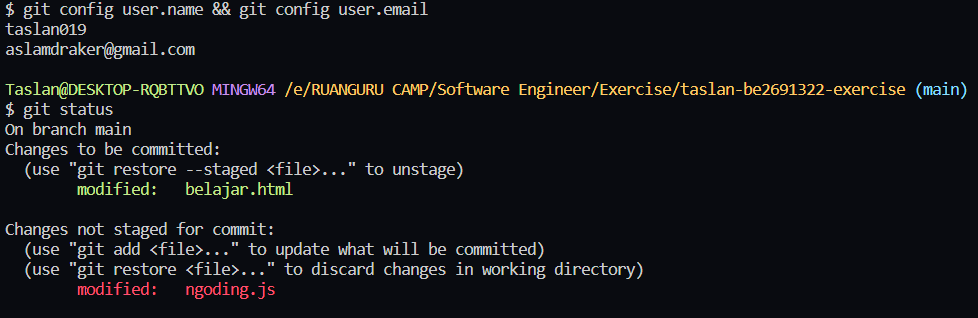 $ git config user.name && git config user.email
taslan019
aslamdraker@gmail.com
Taslan@DESKTOP-RQBTTVO MINGW64 /e/RUANGURU CAMP/Software Engineer/Exercise/taslan-be2691322-exercise (main)
$ git status
On branch main
Changes to be committed:
  (use "git restore --staged <file>..." to unstage)
        modified:   belajar.html

Changes not staged for commit:
  (use "git add <file>..." to update what will be committed)
  (use "git restore <file>..." to discard changes in working directory)
        modified:   ngoding.js